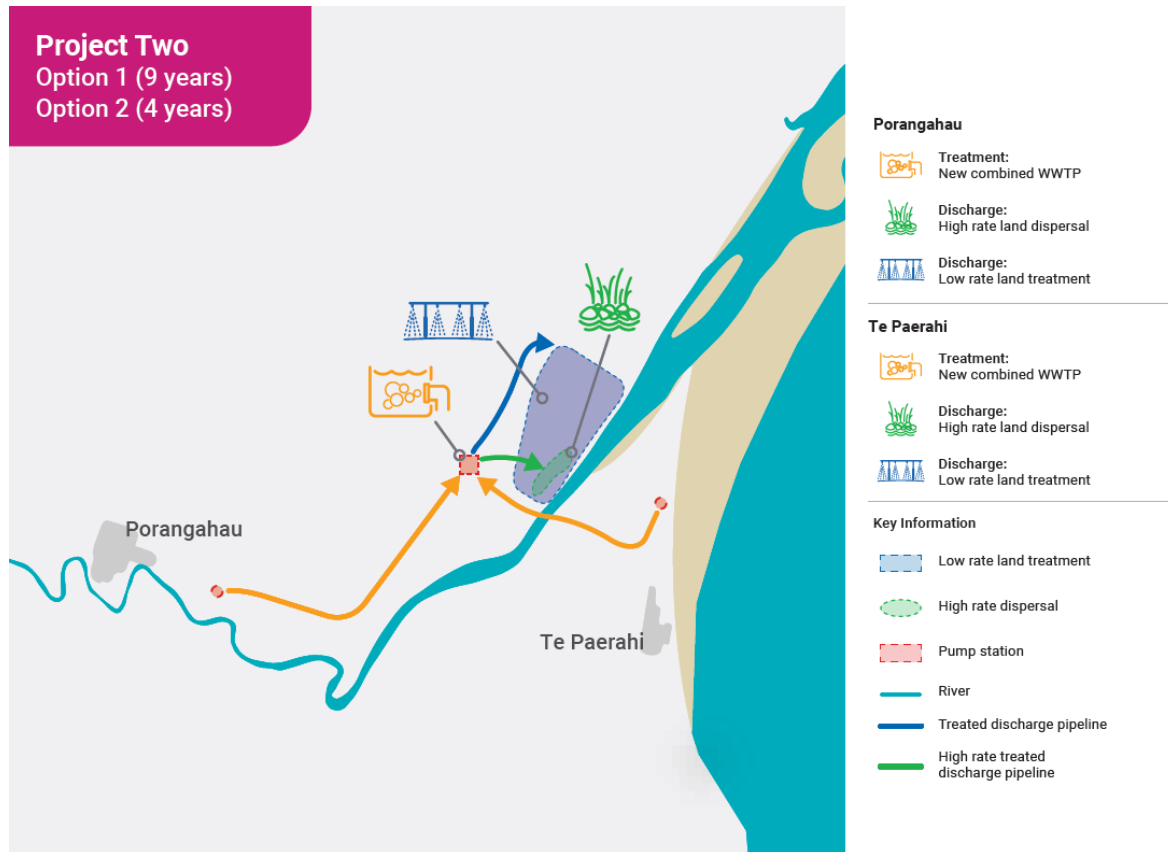 Project Two
Option 1 (9 years)
Option 2 (4 years)
Porangahau
Te Paerahi
Porangahau
Treatment:
New combined WWTP
Discharge:
High rate land dispersal
Discharge:
Low rate land treatment
Te Paerahi
Treatment:
New combined WWTP
Discharge:
High rate land dispersal
Discharge:
Low rate land treatment
Key Information
Low rate land treatment
High rate dispersal
Pump station
River
Treated discharge pipeline
High rate treated
discharge pipeline